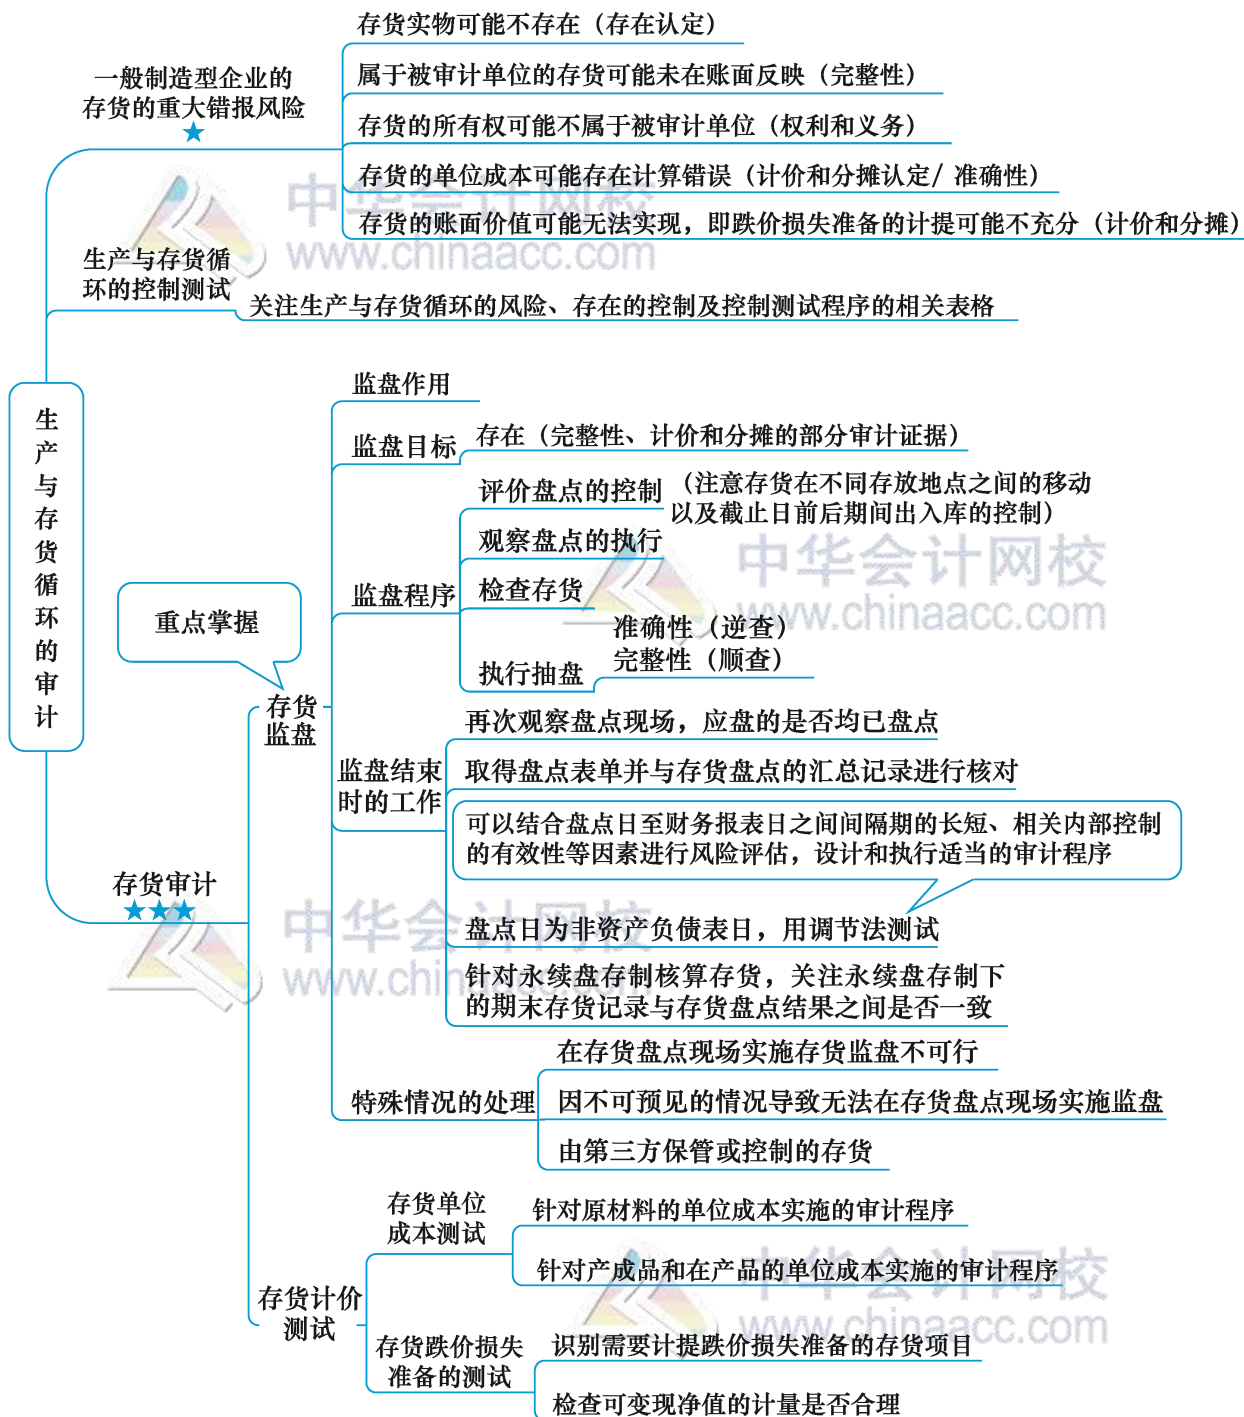 存货实物可能不存在（存在认定）
一般制造型企业的
存货的重大错报风险
属于被审计单位的存货可能未在账面反映（完整性）
存货的所有权可能不属于被审计单位（权利和义务）
存货的单位成本可能存在计算错误（计价和分摊认定/ 准确性）
存货的账面价值可能无法实现，即跌价损失准备的计提可能不充分（计价和分摊）
中华会计网校
www.chinaacc.com
生产与存货循
环的控制测试
关注生产与存货循环的风险、存在的控制及控制测试程序的相关表格
生产与存货循环的审计
监盘作用
监盘目标
存在（完整性、计价和分摊的部分审计证据）
监盘程序
评价盘点的控制
（注意存货在不同存放地点之间的移动
以及截止日前后期间出入库的控制）
观察盘点的执行
检查存货
执行抽盘
准确性（逆查）
完整性（顺查）
中华会计网校
www.chinaacc.com
重点掌握
存货
监盘
监盘结束
时的工作
再次观察盘点现场，应盘的是否均已盘点
取得盘点表单并与存货盘点的汇总记录进行核对
可以结合盘点日至财务报表日之间间隔期的长短、相关内部控制
的有效性等因素进行风险评估，设计和执行适当的审计程序
盘点日为非资产负债表日，用调节法测试
针对永续盘存制核算存货，关注永续盘存制下
的期末存货记录与存货盘点结果之间是否一致
存货审计
中华会计网校
www.chinaacc.com
特殊情况的处理
在存货盘点现场实施存货监盘不可行
因不可预见的情况导致无法在存货盘点现场实施监盘
由第三方保管或控制的存货
存货计价
测试
存货单位
成本测试
针对原材料的单位成本实施的审计程序
针对产成品和在产品的单位成本实施的审计程序
中华会计网校
www.chinaacc.com
存货跌价损失
准备的测试
识别需要计提跌价损失准备的存货项目
检查可变现净值的计量是否合理